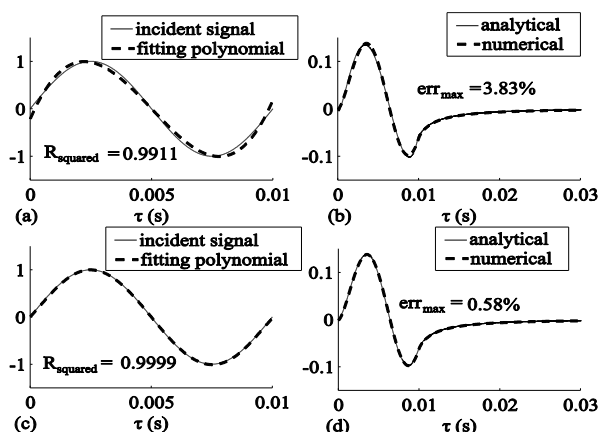 incident signal
fitting polynomial
1
0
-1
R_squared = 0.9911
0 0.005 0.01
(a) τ (s)
analytical
numerical
0.1
0
-0.1
err_max = 3.83%
0 0.01 0.02 0.03
(b) τ (s)
incident signal
fitting polynomial
1
0
-1
R_squared = 0.9999
0 0.005 0.01
(c) τ (s)
analytical
numerical
0.1
0
-0.1
err_max = 0.58%
0 0.01 0.02 0.03
(d) τ (s)